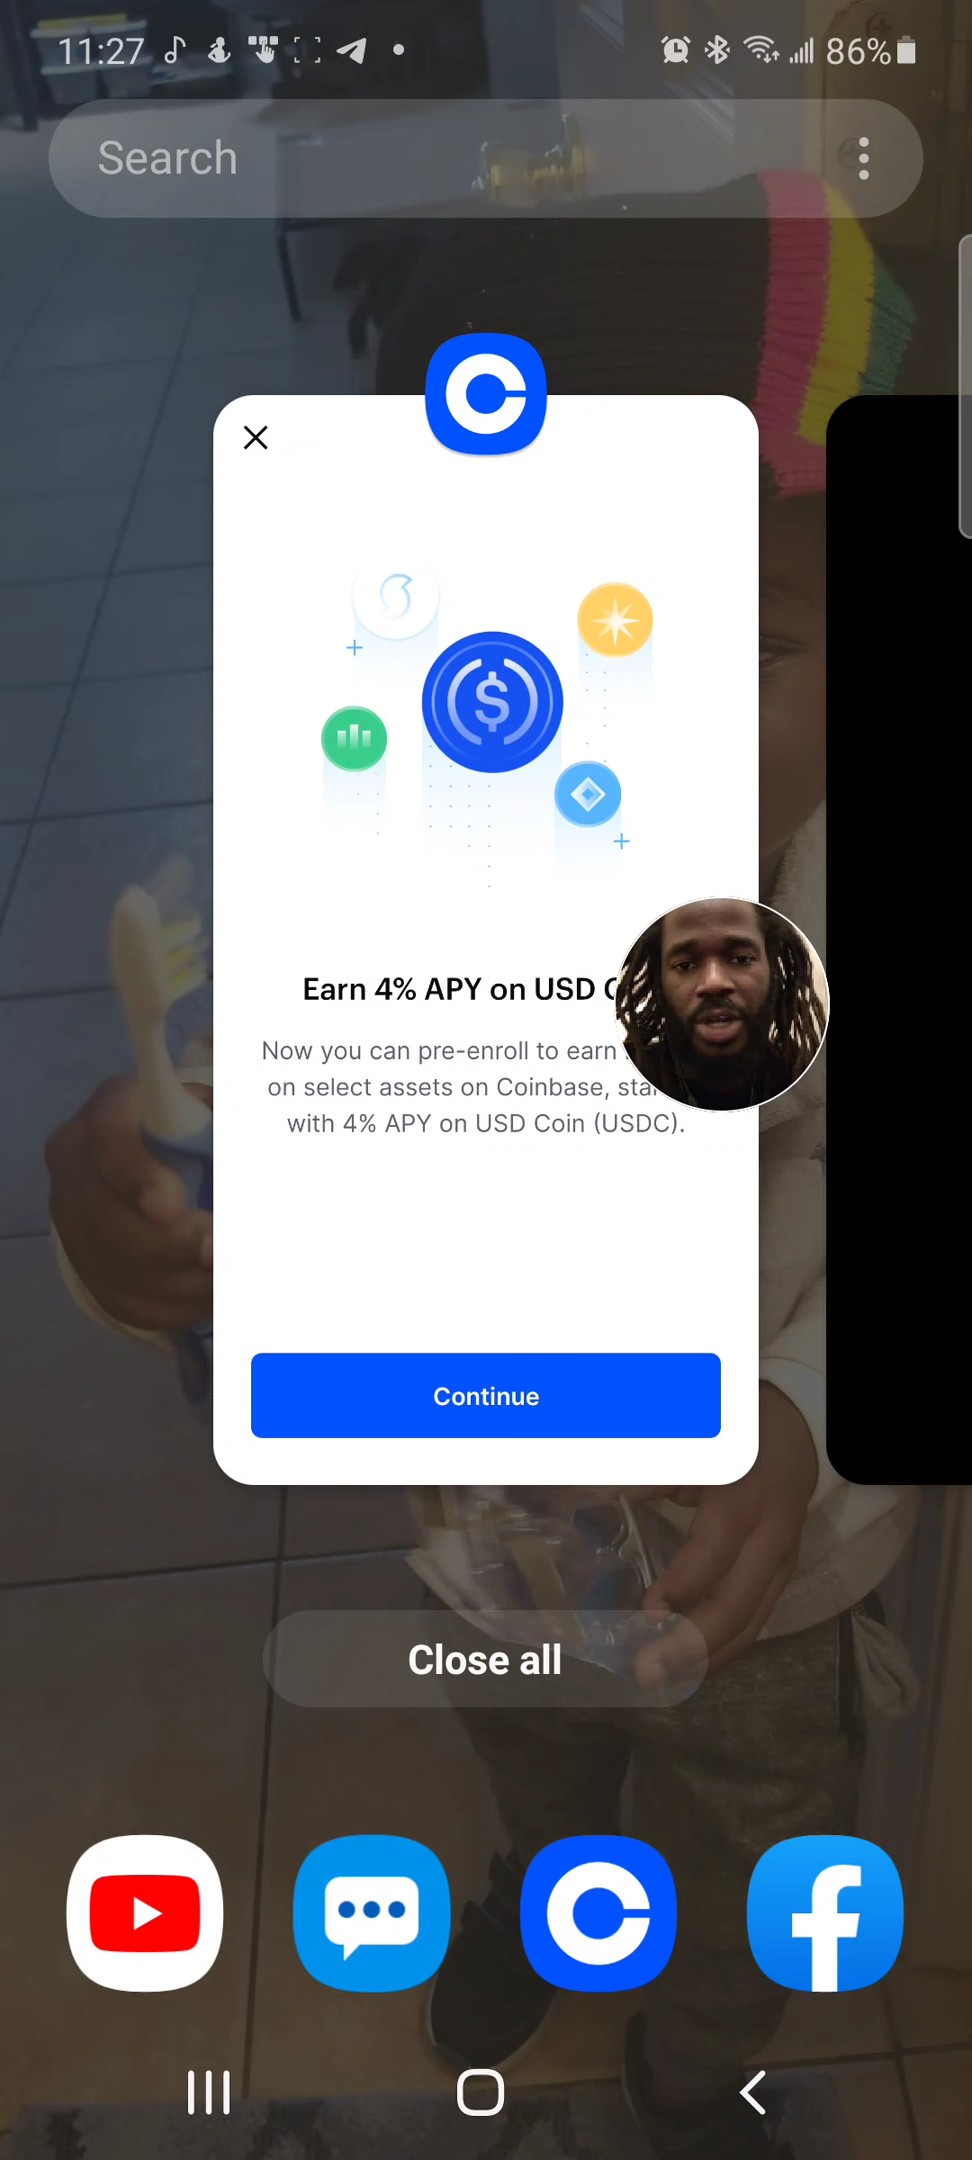 11:27 86%
Search
Earn 4% APY on USD
Now you can pre-enroll to earn
on select assets on Coinbase,
with 4% APY on USD Coin (USDC).
Continue
Close all